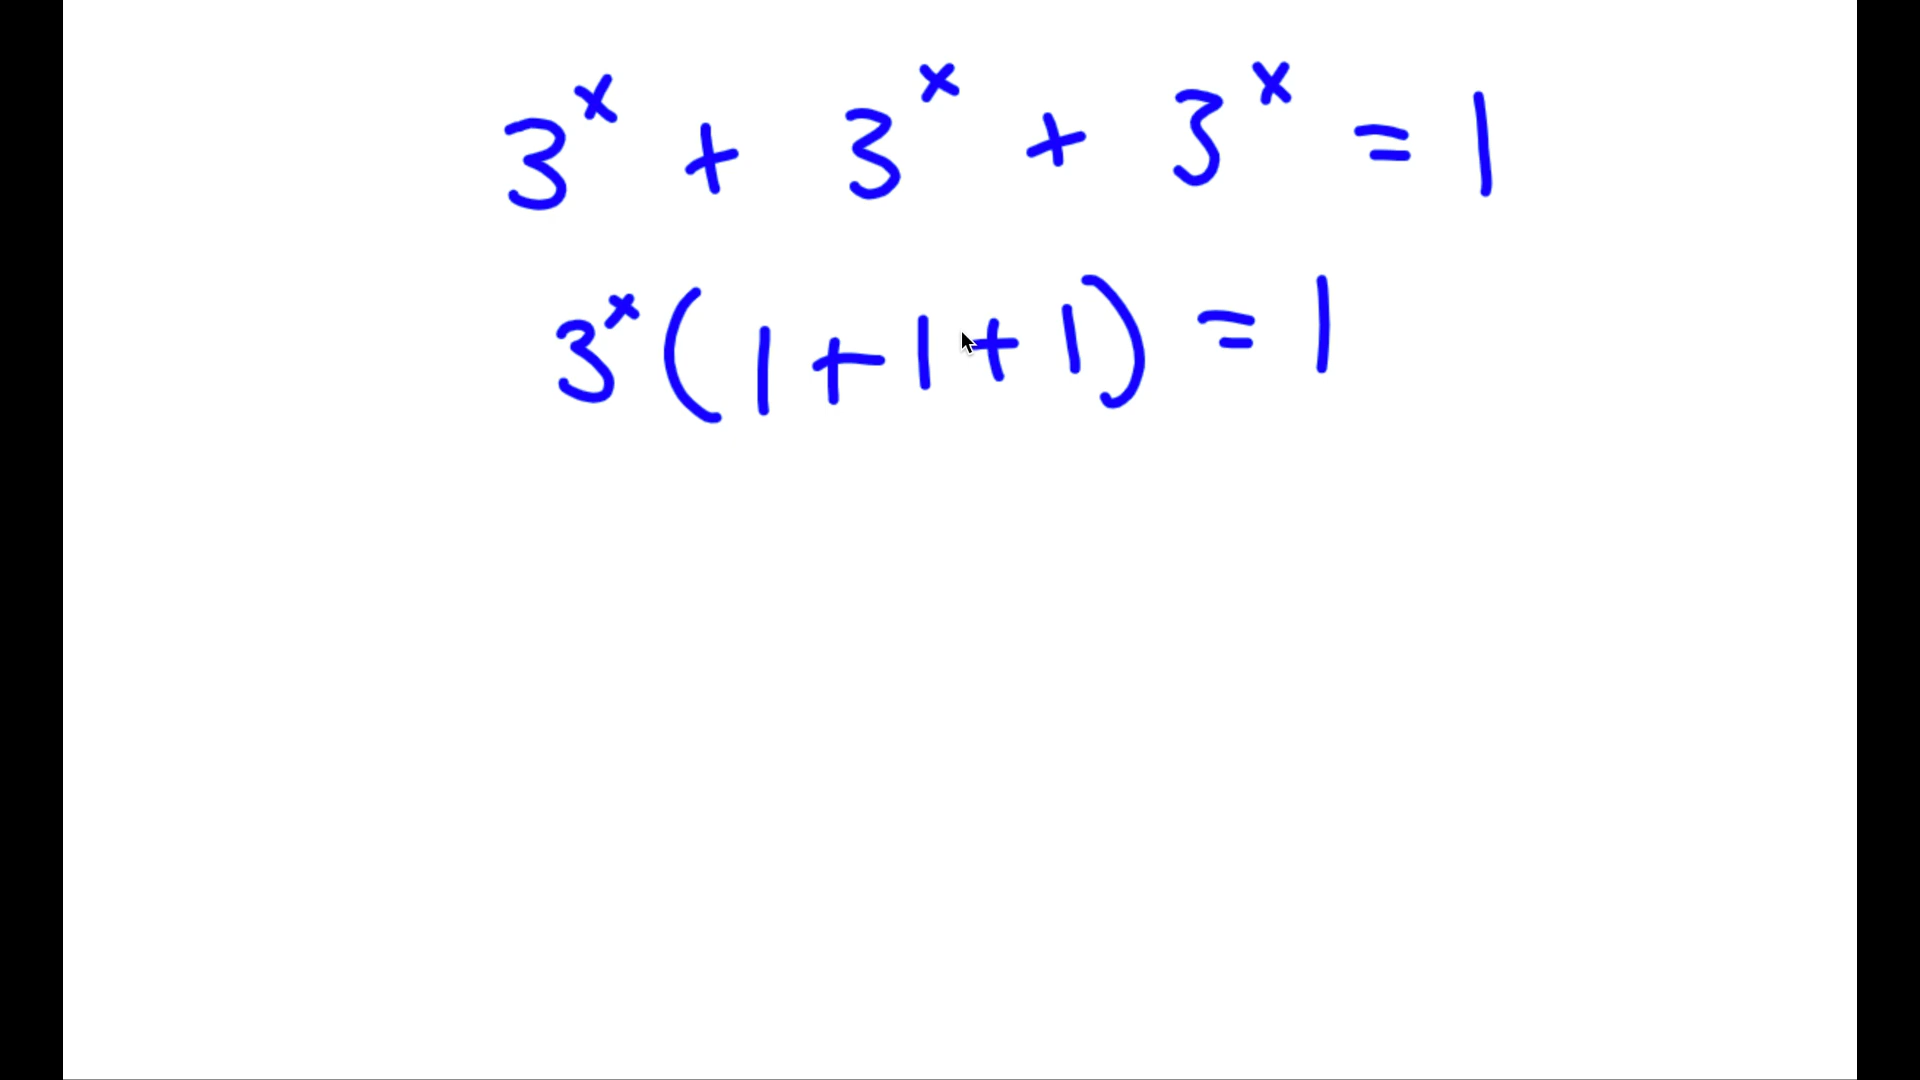 3^x + 3^x + 3^x = 1
3^x (1 + 1 + 1) = 1